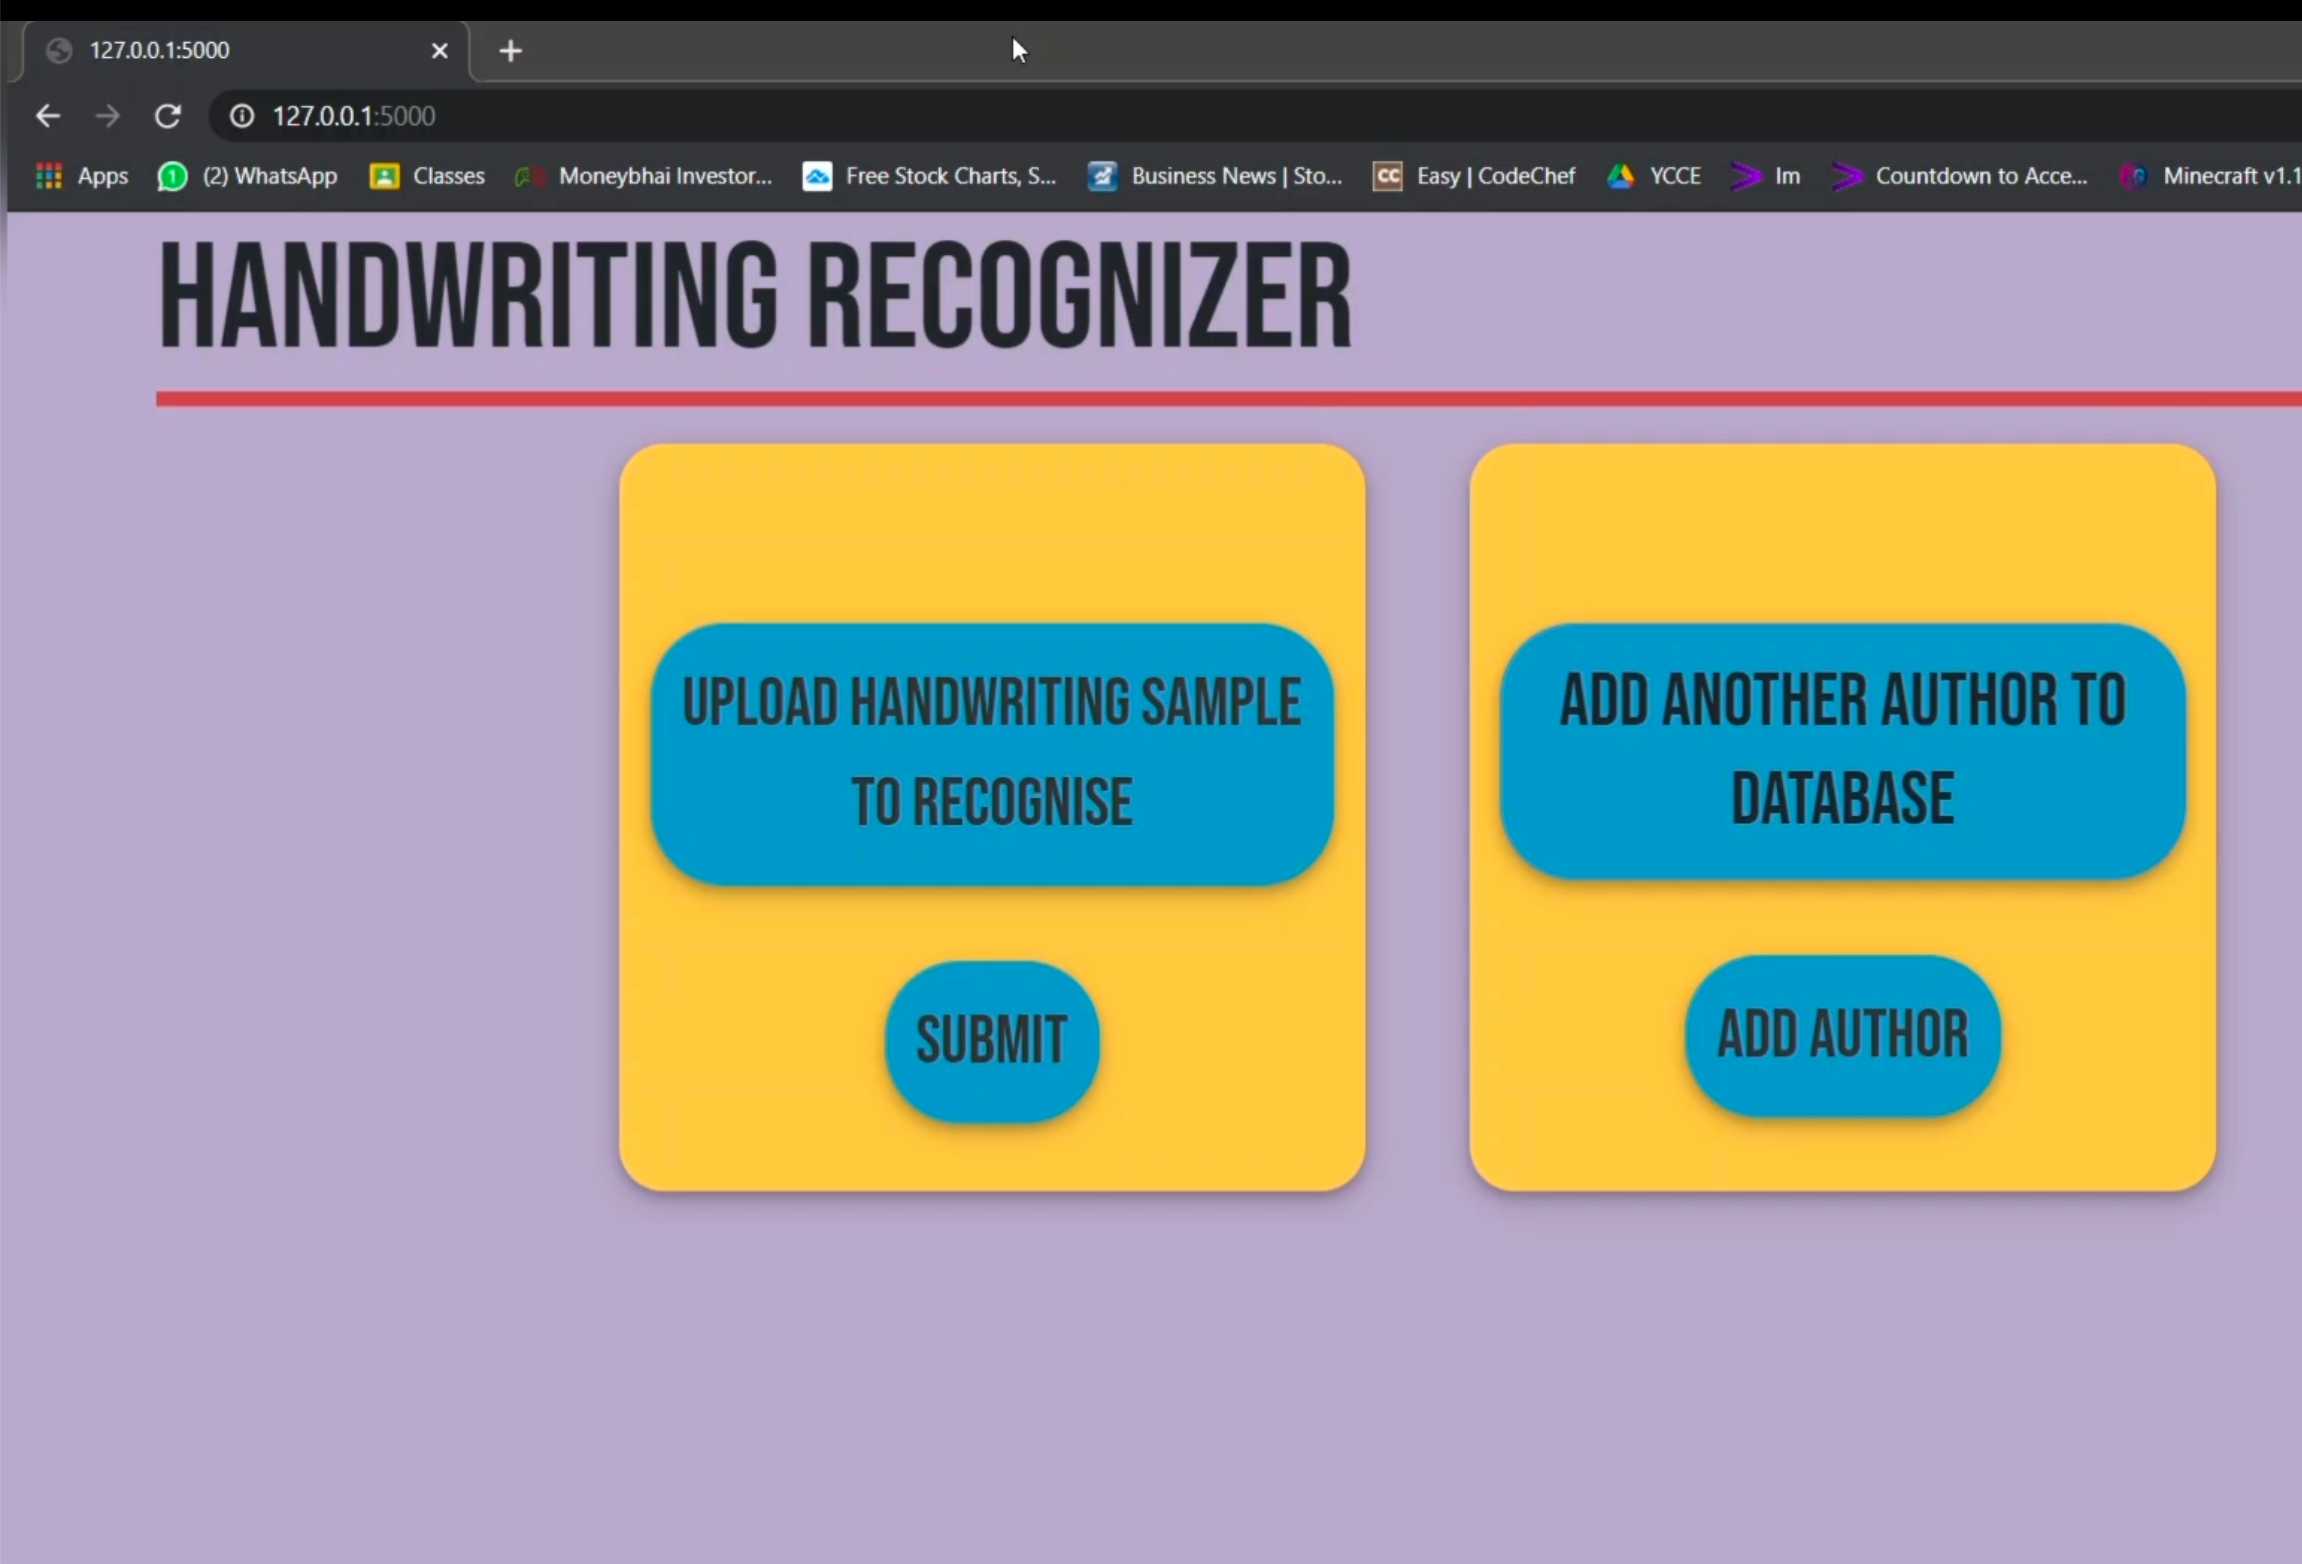 127.0.0.1:5000
127.0.0.1:5000
Apps (2) WhatsApp Classes Moneybhai Investor... Free Stock Charts, S... Business News | Sto... CC Easy | CodeChef YCCE Im Countdown to Acce... Minecraft v1.1
HANDWRITING RECOGNIZER
UPLOAD HANDWRITING SAMPLE
TO RECOGNISE
SUBMIT
ADD ANOTHER AUTHOR TO
DATABASE
ADD AUTHOR